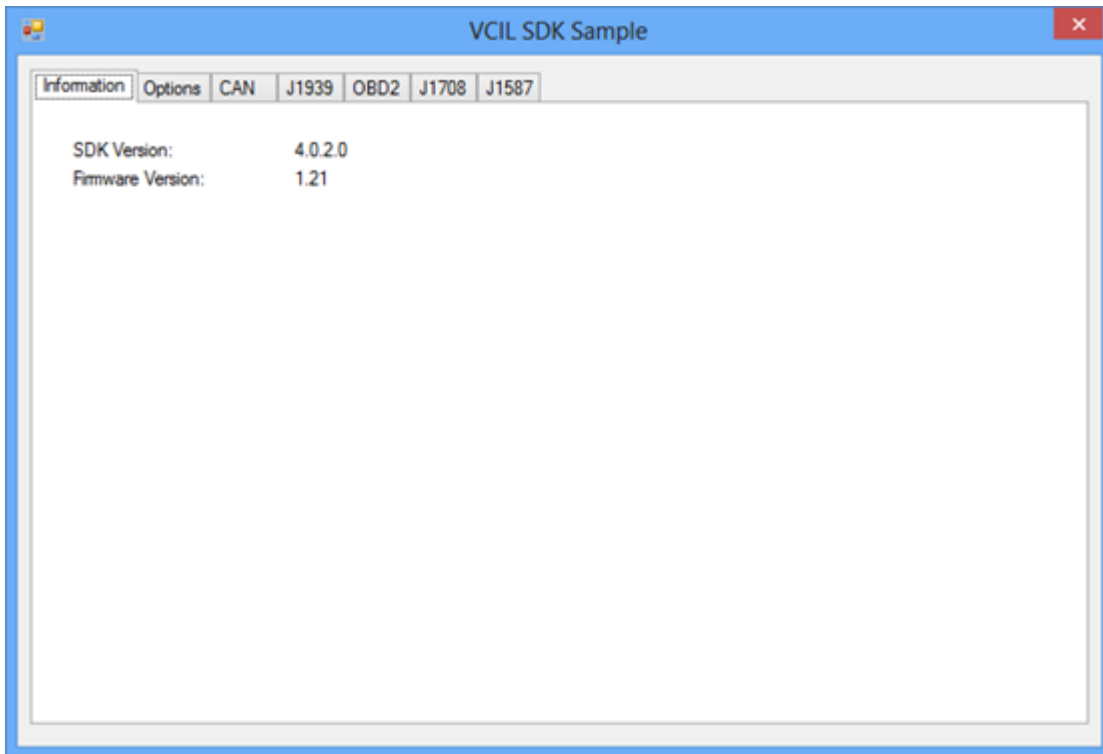 VCIL SDK Sample
Information Options CAN J1939 OBD2 J1708 J1587
SDK Version: 4.0.2.0
Firmware Version: 1.21